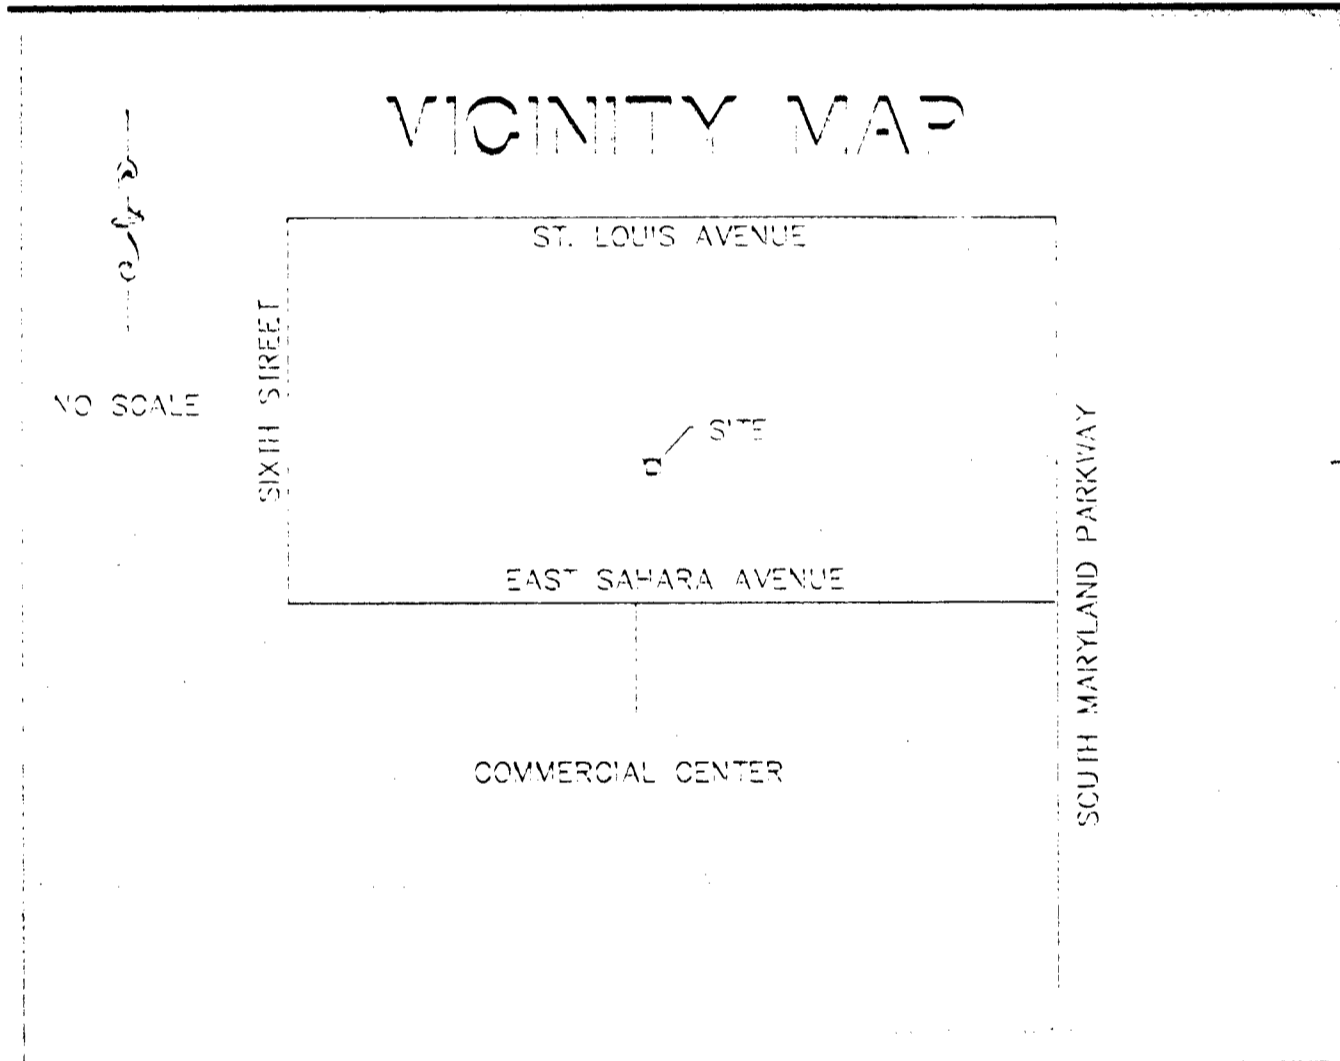 VICINITY MAP
ST. LOUIS AVENUE
SIXTH STREET
NO SCALE
SITE
SOUTH MARYLAND PARKWAY
EAST SAHARA AVENUE
COMMERCIAL CENTER